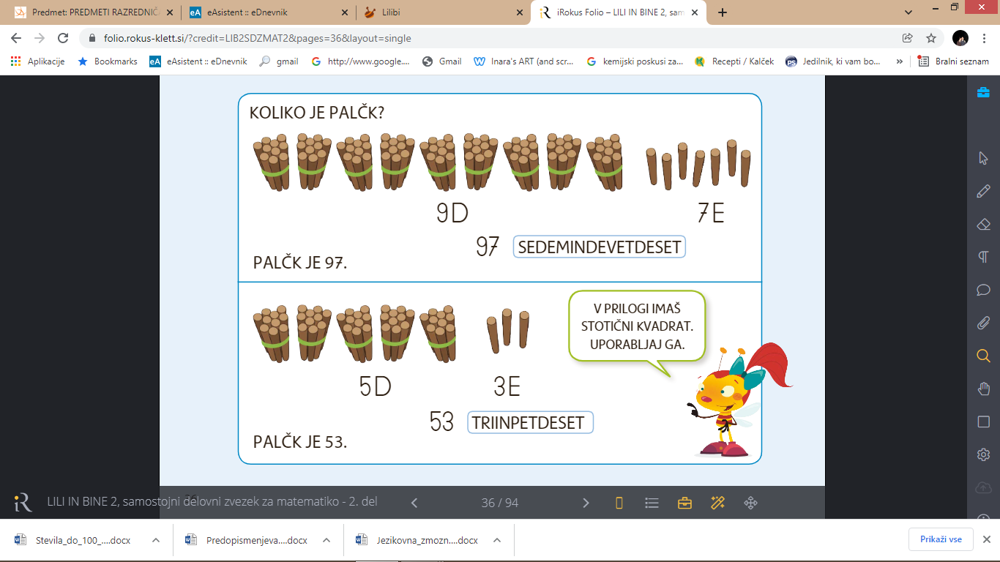 Predmet: PREDMETI RAZREDNIČ
eA eAsistent :: eDnevnik
Lilibi
iRokus Folio – LILI IN BINE 2, sam
folio.rokus-klett.si/?credit=LIB2SDZMAT2&pages=36&layout=single
Aplikacije
Bookmarks
eA eAsistent :: eDnevnik
gmail
http://www.google....
Gmail
Inara's ART (and scr...
kemijski poskusi za...
Recepti / Kalček
Jedilnik, ki vam bo...
»
Bralni seznam
KOLIKO JE PALČK?
9D 7E
97 SEDEMINDEVETDESET
PALČK JE 97.
V PRILOGI IMAŠ
STOTIČNI KVADRAT.
UPORABLJAJ GA.
5D 3E
53 TRIINPETDESET
PALČK JE 53.
iR LILI IN BINE 2, samostojni delovni zvezek za matematiko - 2. del
36 / 94
Stevila_do_100_....docx
Predopismenjeva....docx
Jezikovna_zmozn....docx
Prikaži vse